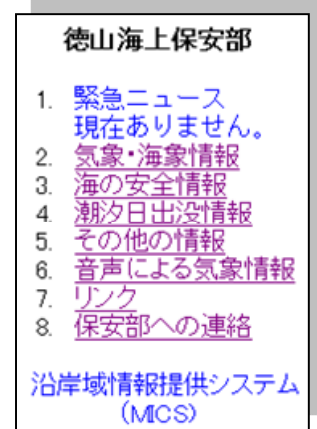 徳山海上保安部
1. 緊急ニュース
現在ありません。
2. 気象・海象情報
3. 海の安全情報
4. 潮汐日出没情報
5. その他の情報
6. 音声による気象情報
7. リンク
8. 保安部への連絡
沿岸域情報提供システム
(MICS)